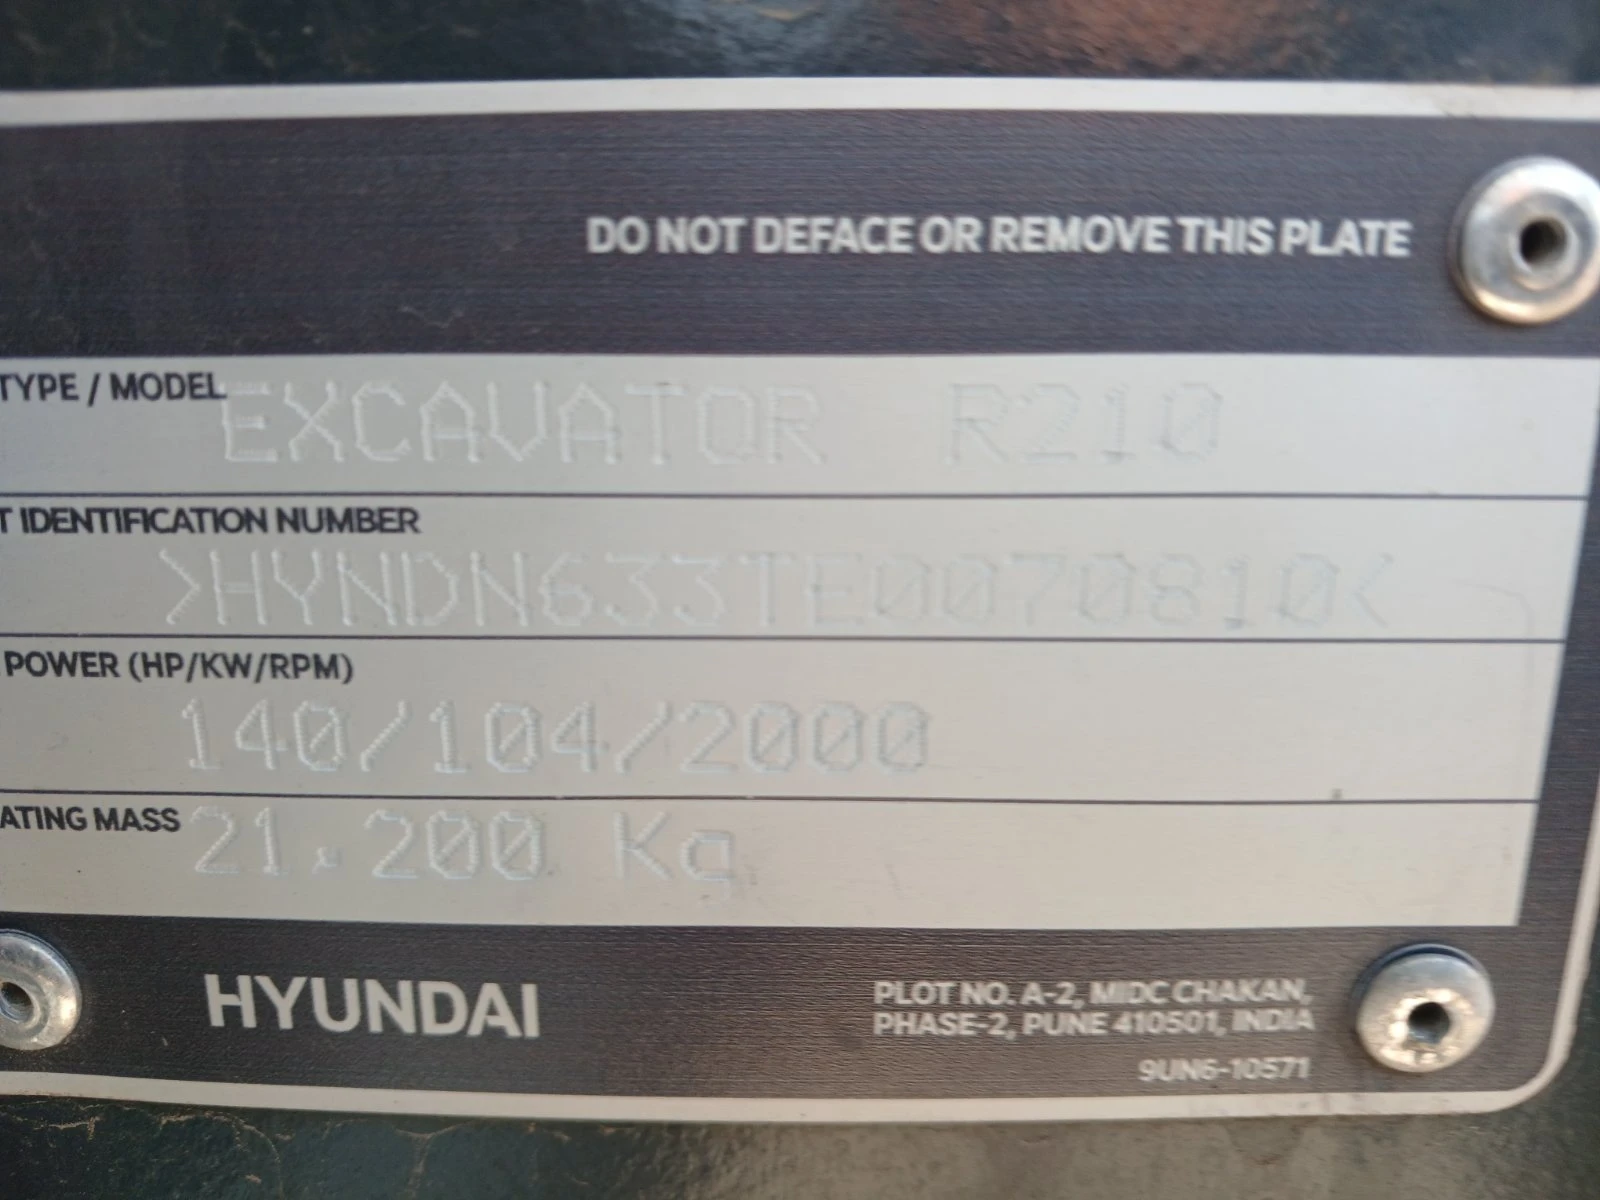 DO NOT DEFACE OR REMOVE THIS PLATE
TYPE / MODEL EXCAVATOR R210
T IDENTIFICATION NUMBER
>HYNDN633TE0070810<
POWER (HP/KW/RPM)
140/104/2000
ATING MASS 21,200 Kg
HYUNDAI
PLOT NO. A-2, MIDC CHAKAN,
PHASE-2, PUNE 410501, INDIA
9UN6-10571